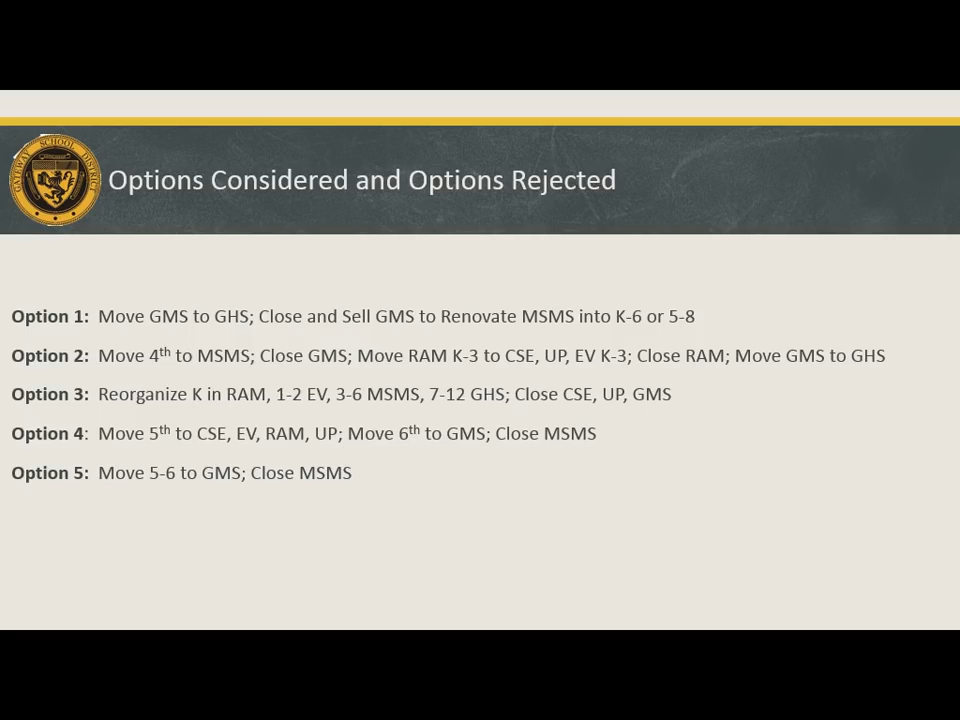 GATEWAY SCHOOL DISTRICT
Options Considered and Options Rejected
Option 1: Move GMS to GHS; Close and Sell GMS to Renovate MSMS into K-6 or 5-8
Option 2: Move 4th to MSMS; Close GMS; Move RAM K-3 to CSE, UP, EV K-3; Close RAM; Move GMS to GHS
Option 3: Reorganize K in RAM, 1-2 EV, 3-6 MSMS, 7-12 GHS; Close CSE, UP, GMS
Option 4: Move 5th to CSE, EV, RAM, UP; Move 6th to GMS; Close MSMS
Option 5: Move 5-6 to GMS; Close MSMS